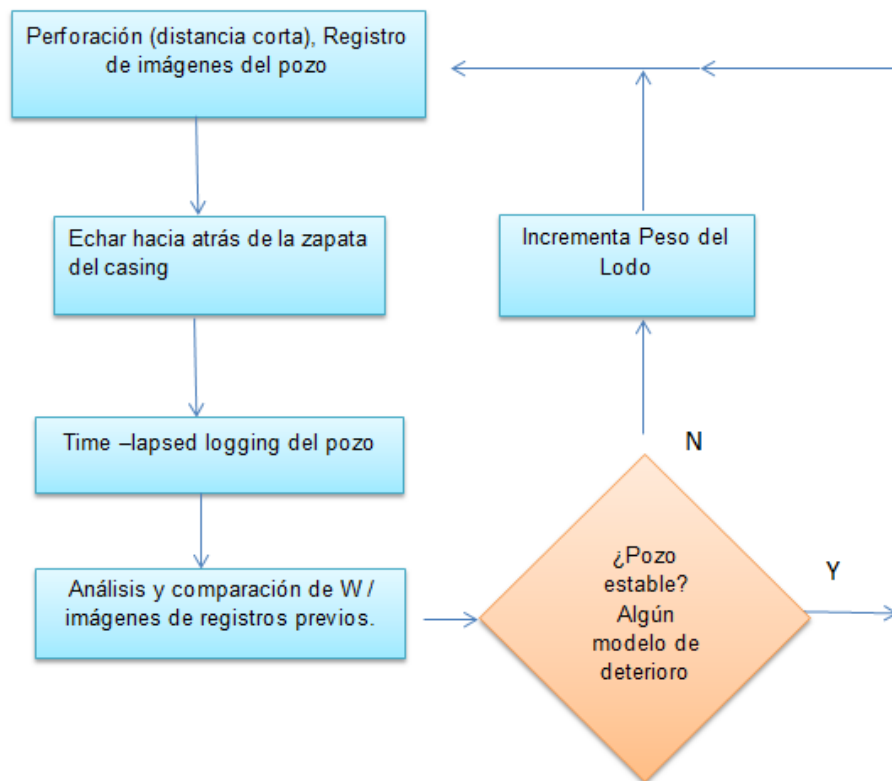 Perforación (distancia corta), Registro
de imágenes del pozo
Echar hacia atrás de la zapata
del casing
Incrementa Peso del
Lodo
Time –lapsed logging del pozo
N
Análisis y comparación de W /
imágenes de registros previos.
¿Pozo
estable?
Algún
modelo de
deterioro
Y